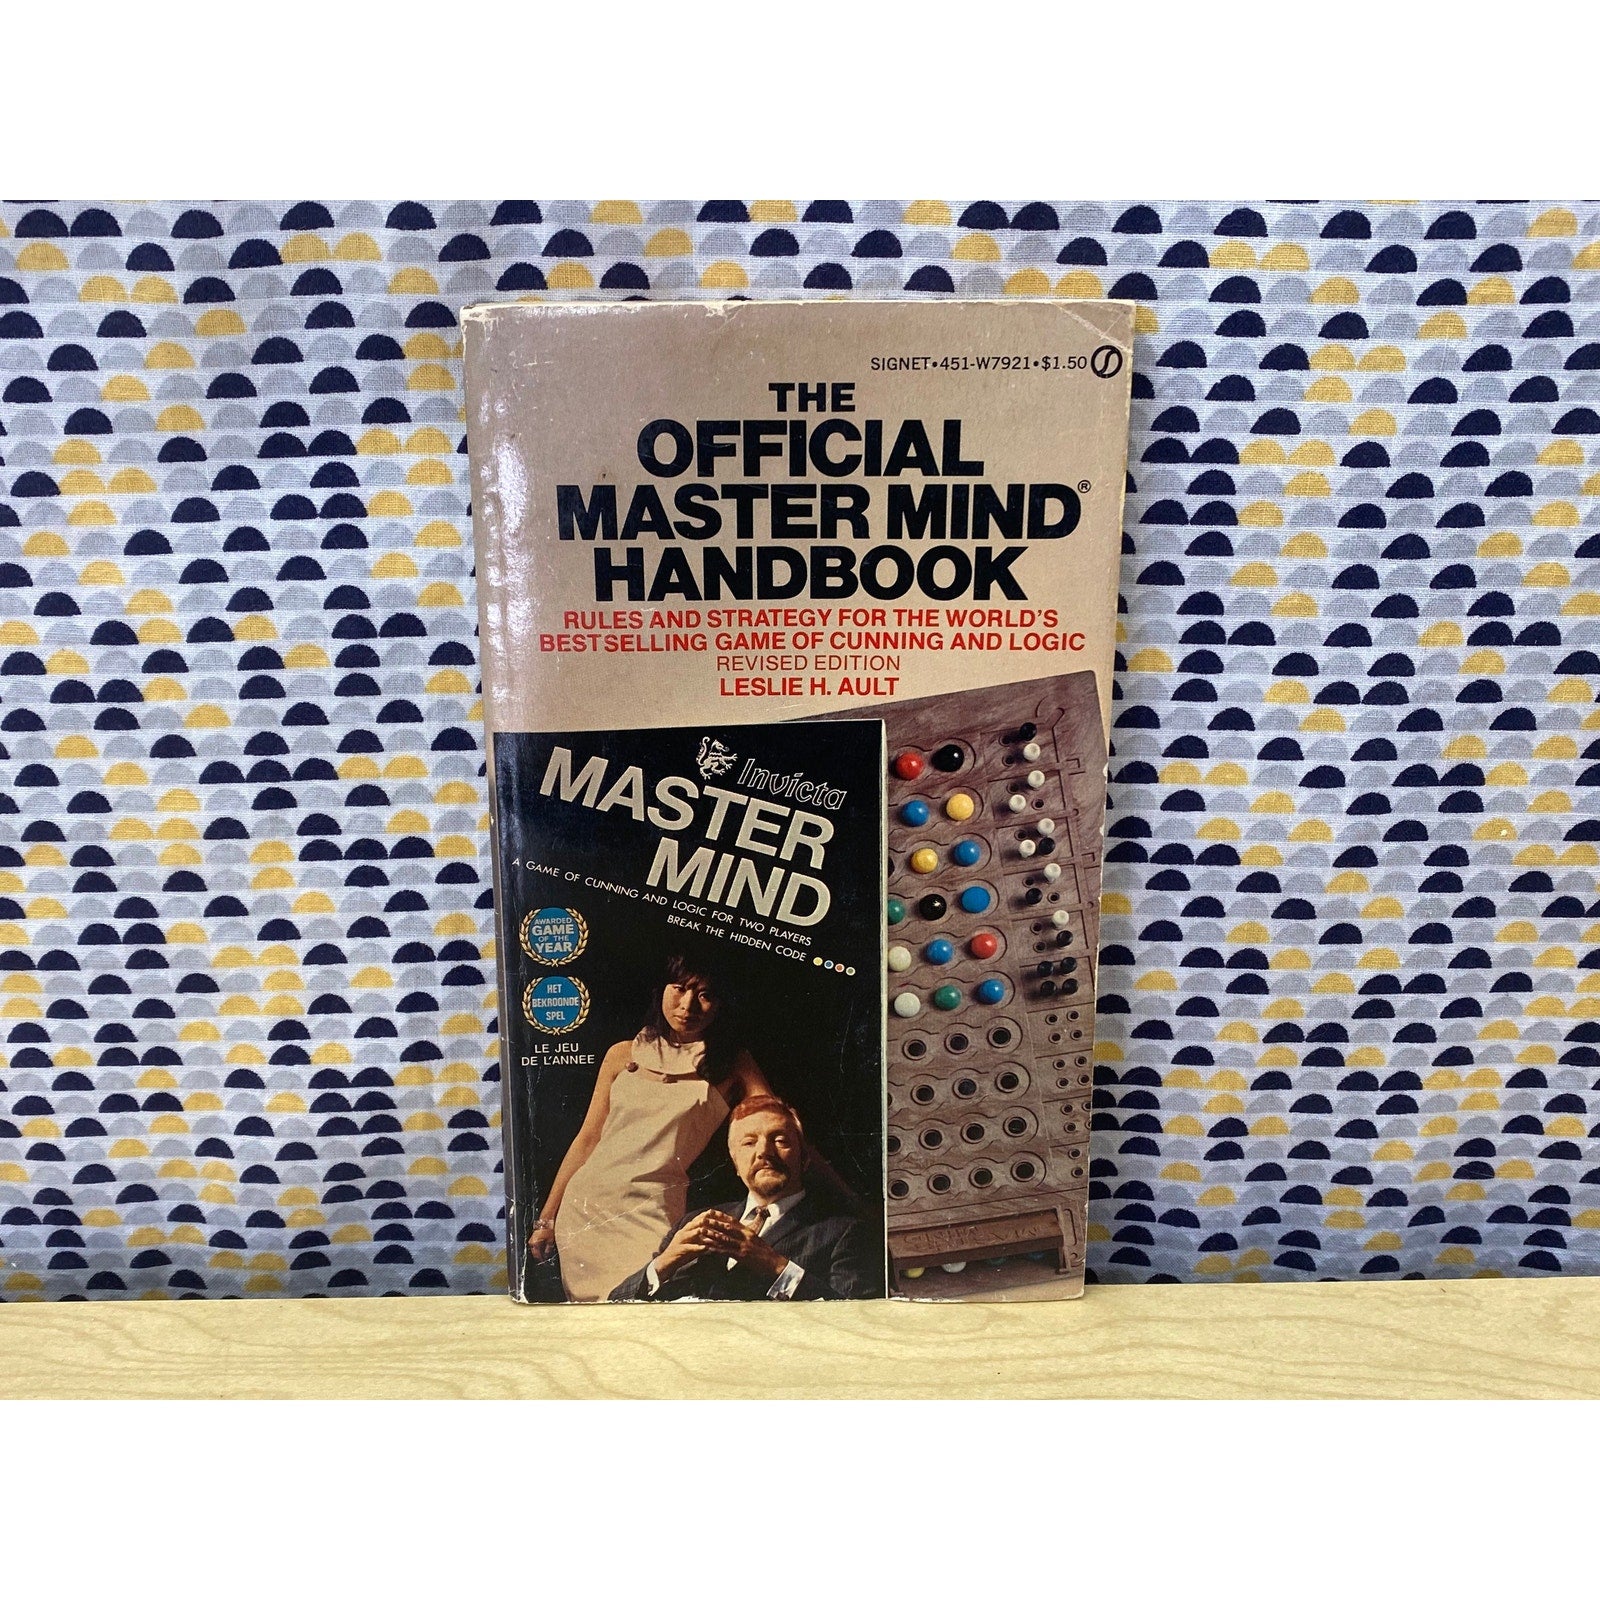 SIGNET•451-W7921•$1.50
THE
OFFICIAL
MASTER MIND®
HANDBOOK
RULES AND STRATEGY FOR THE WORLD'S
BESTSELLING GAME OF CUNNING AND LOGIC
REVISED EDITION
LESLIE H. AULT
Invicta
MASTER
MIND
A GAME OF CUNNING AND LOGIC FOR TWO PLAYERS
BREAK THE HIDDEN CODE
AWARDED
GAME
OF THE
YEAR
HET
BEKROONDE
SPEL
LE JEU
DE L'ANNEE